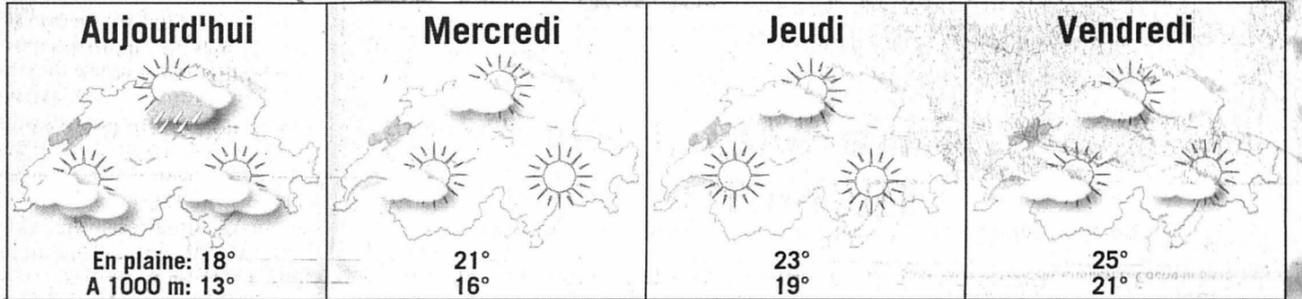 Aujourd'hui
En plaine: 18°
A 1000 m: 13°
Mercredi
21°
16°
Jeudi
23°
19°
Vendredi
25°
21°